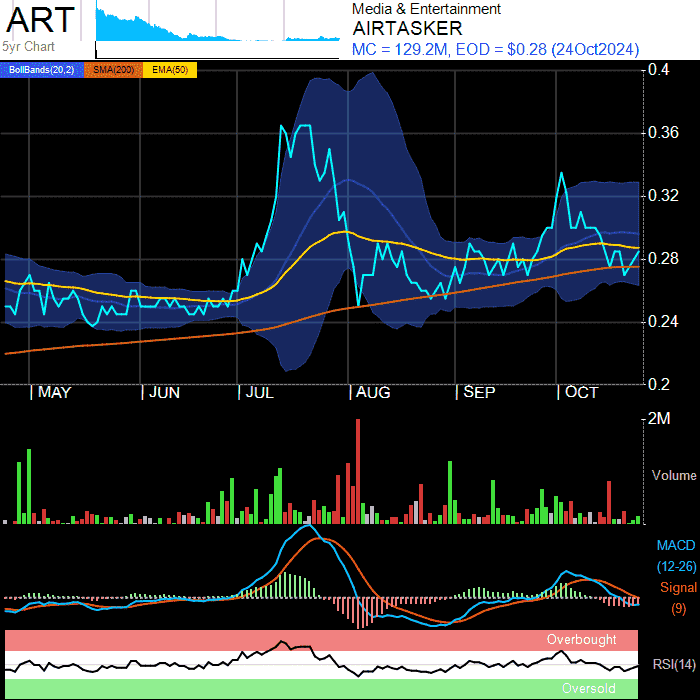 ART
5yr Chart
Media & Entertainment
AIRTASKER
MC = 129.2M, EOD = $0.28 (24Oct2024)
BollBands(20,2) SMA(200) EMA(50)
0.4
0.36
0.32
0.28
0.24
0.2
MAY JUN JUL AUG SEP OCT
2M
Volume
MACD
(12-26)
Signal
(9)
Overbought
RSI(14)
Oversold